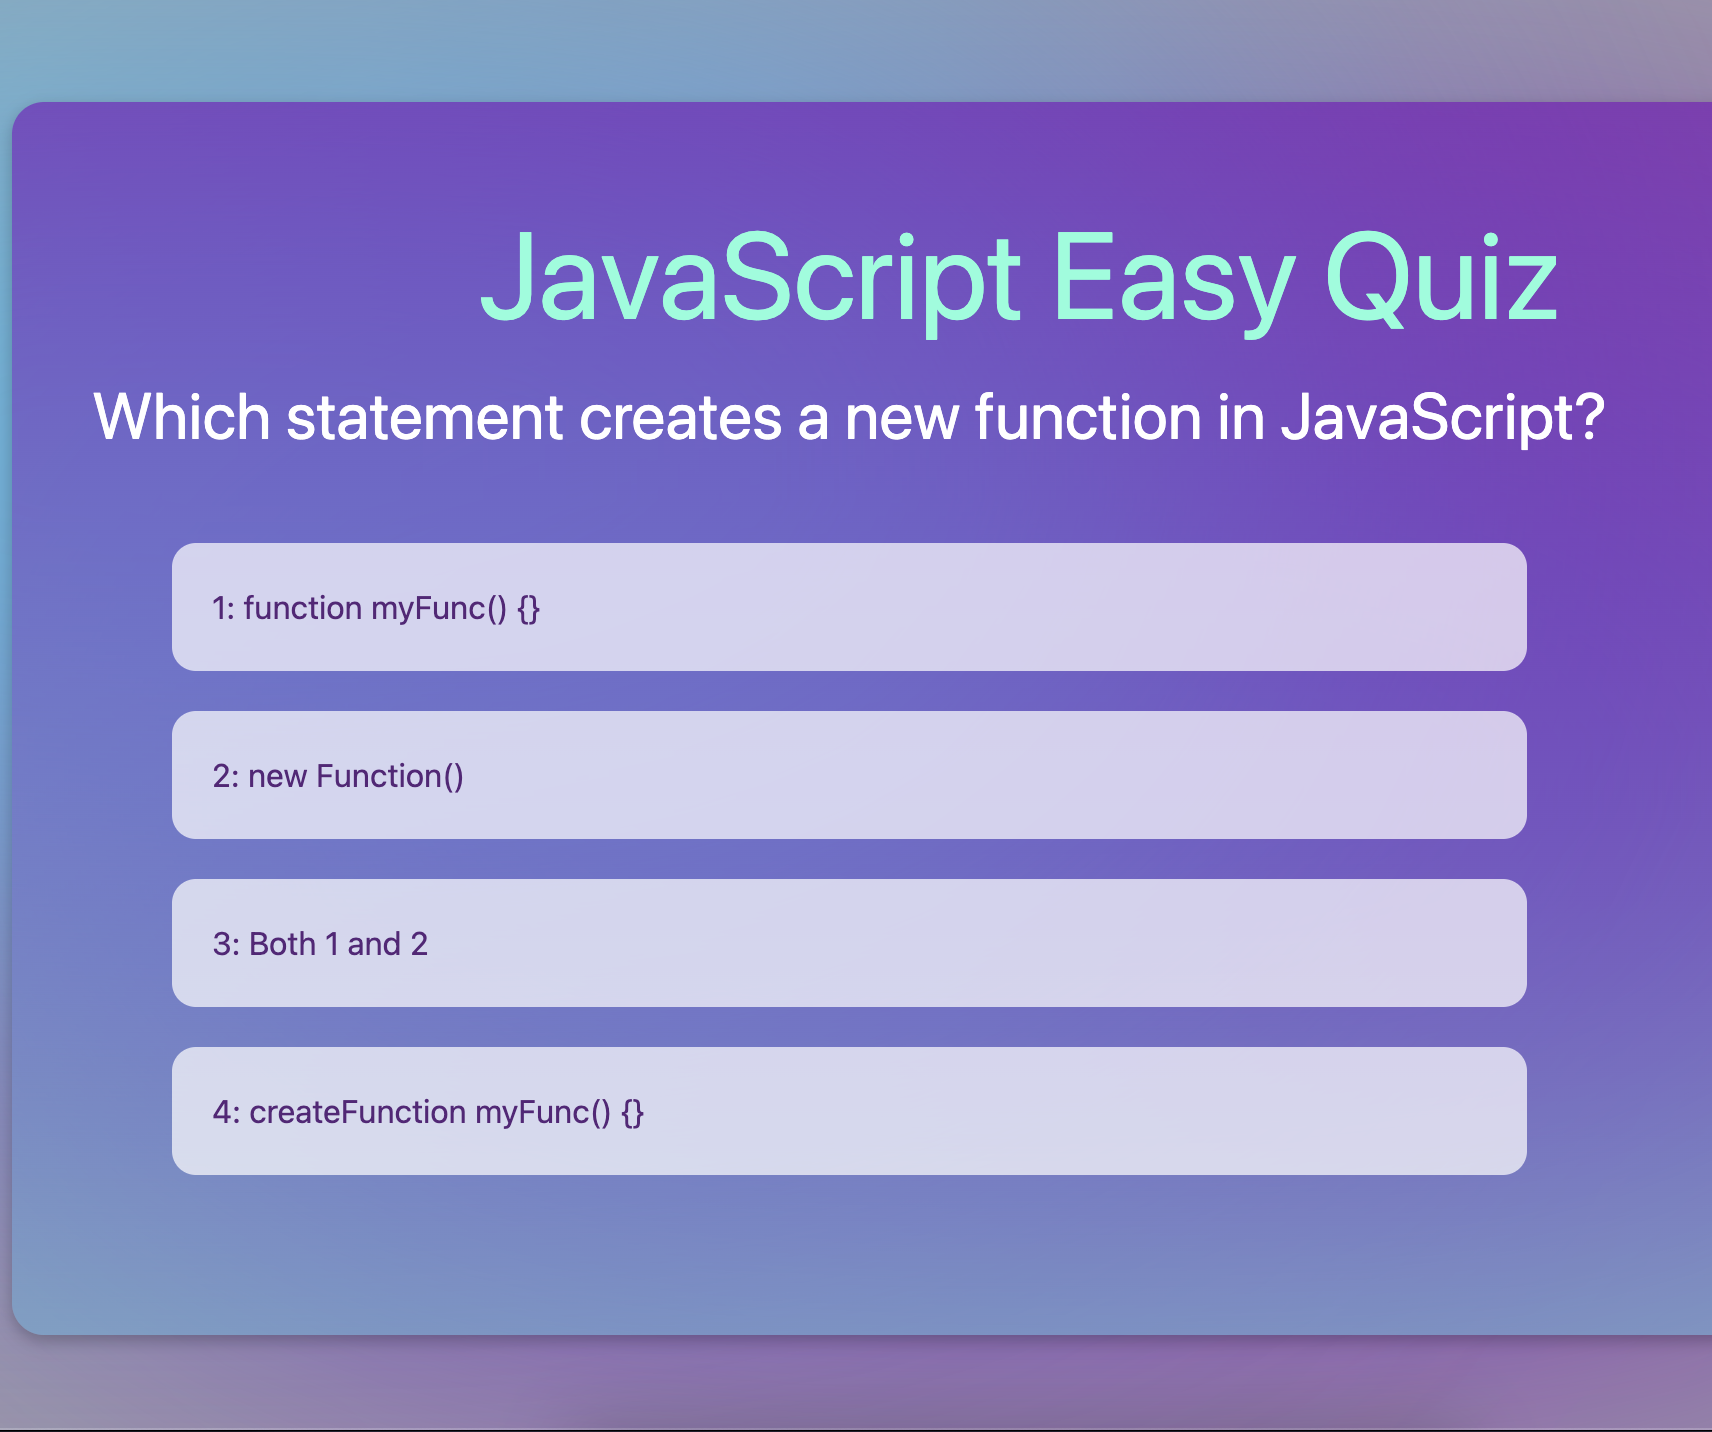 JavaScript Easy Quiz
Which statement creates a new function in JavaScript?
1: function myFunc() {}
2: new Function()
3: Both 1 and 2
4: createFunction myFunc() {}